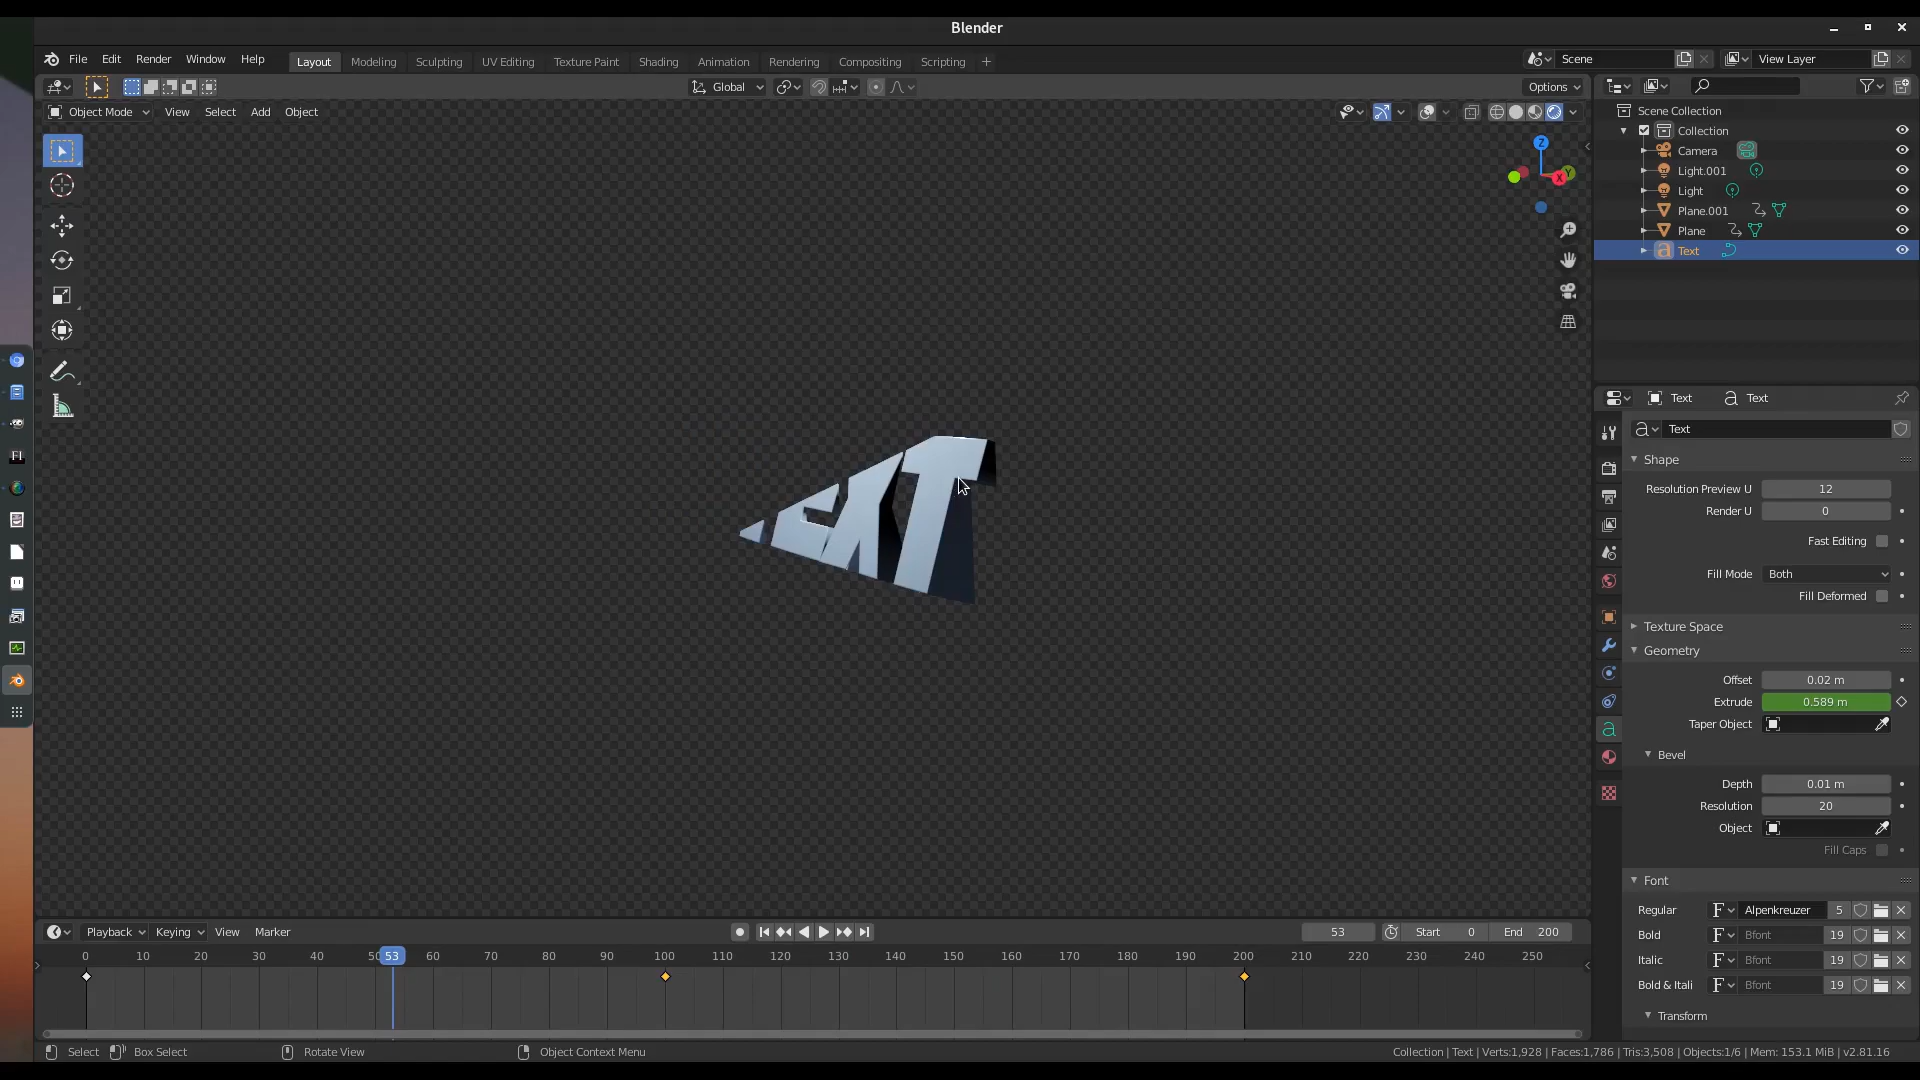 Blender
File Edit Render Window Help
Layout Modeling Sculpting UV Editing Texture Paint Shading Animation Rendering Compositing Scripting +
Scene View Layer
Global Options
Object Mode View Select Add Object
Z
Y
X
Scene Collection
Collection
Camera
Light.001
Light
Plane.001
Plane
Text
Text Text
Text
Shape
Resolution Preview U 12
Render U 0
Fast Editing
Fill Mode Both
Fill Deformed
Texture Space
Geometry
Offset 0.02 m
Extrude 0.589 m
Taper Object
Bevel
Depth 0.01 m
Resolution 20
Object
Fill Caps
Font
Regular Alpenkreuzer 5
Bold Bfont 19
Italic Bfont 19
Bold & Itali Bfont 19
Transform
EXT
Playback Keying View Marker 53 Start 0 End 200
0 10 20 30 40 50 53 60 70 80 90 100 110 120 130 140 150 160 170 180 190 200 210 220 230 240 250
Select Box Select Rotate View Object Context Menu Collection | Text | Verts:1,928 | Faces:1,786 | Tris:3,508 | Objects:1/6 | Mem: 153.1 MiB | v2.81.16